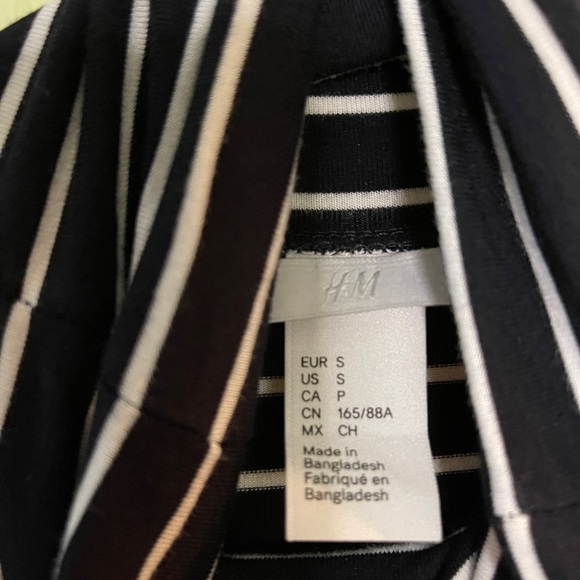 H&M
EUR S
US S
CA P
CN 165/88A
MX CH
Made in
Bangladesh
Fabriqué en
Bangladesh